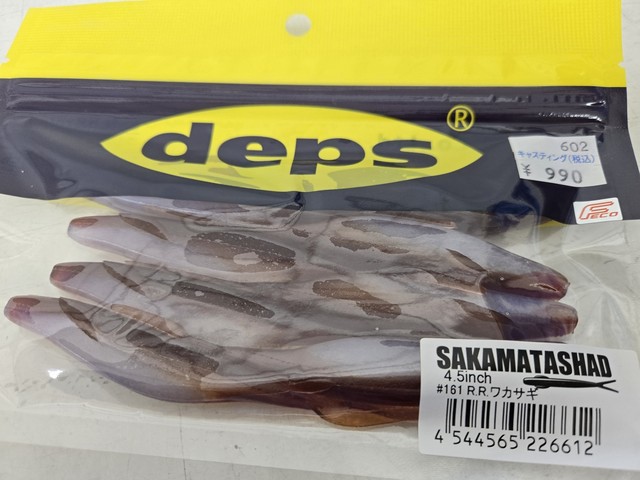 deps®
602
キャスティング(税込)
¥990
FECO
SAKAMATASHAD
4.5inch
#161 R.R.ワカサギ
4 544565 226612